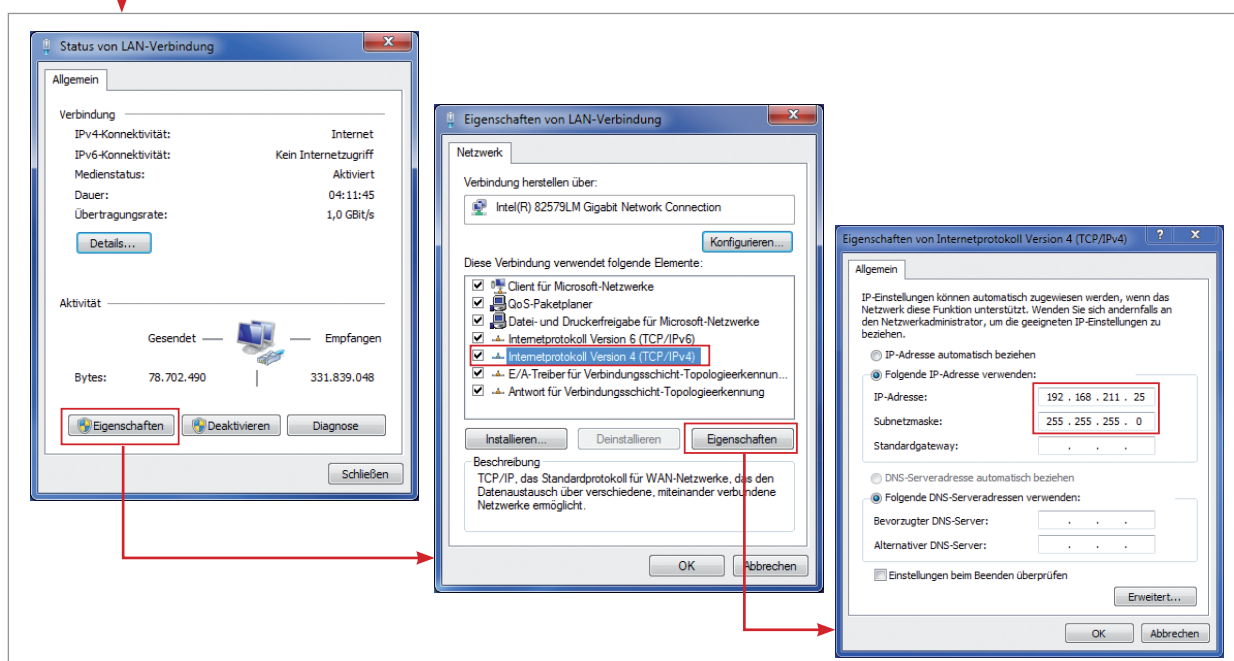 Status von LAN-Verbindung
Allgemein
Verbindung
IPv4-Konnektivität: Internet
IPv6-Konnektivität: Kein Internetzugriff
Medienstatus: Aktiviert
Dauer: 04:11:45
Übertragungsrate: 1,0 GBit/s
Details...
Aktivität
Gesendet Empfangen
Bytes: 78.702.490 331.839.048
Eigenschaften Deaktivieren Diagnose
Schließen
Eigenschaften von LAN-Verbindung
Netzwerk
Verbindung herstellen über:
Intel(R) 82579LM Gigabit Network Connection
Konfigurieren...
Diese Verbindung verwendet folgende Elemente:
Client für Microsoft-Netzwerke
QoS-Paketplaner
Datei- und Druckerfreigabe für Microsoft-Netzwerke
Internetprotokoll Version 6 (TCP/IPv6)
Internetprotokoll Version 4 (TCP/IPv4)
E/A-Treiber für Verbindungsschicht-Topologieerkennun...
Antwort für Verbindungsschicht-Topologieerkennung
Installieren... Deinstallieren Eigenschaften
Beschreibung
TCP/IP, das Standardprotokoll für WAN-Netzwerke, das den
Datenaustausch über verschiedene, miteinander verbundene
Netzwerke ermöglicht.
OK Abbrechen
Eigenschaften von Internetprotokoll Version 4 (TCP/IPv4)
Allgemein
IP-Einstellungen können automatisch zugewiesen werden, wenn das
Netzwerk diese Funktion unterstützt. Wenden Sie sich andernfalls an
den Netzwerkadministrator, um die geeigneten IP-Einstellungen zu
beziehen.
IP-Adresse automatisch beziehen
Folgende IP-Adresse verwenden:
IP-Adresse: 192 . 168 . 211 . 25
Subnetzmaske: 255 . 255 . 255 . 0
Standardgateway: . . .
DNS-Serveradresse automatisch beziehen
Folgende DNS-Serveradressen verwenden:
Bevorzugter DNS-Server: . . .
Alternativer DNS-Server: . . .
Einstellungen beim Beenden überprüfen
Erweitert...
OK Abbrechen